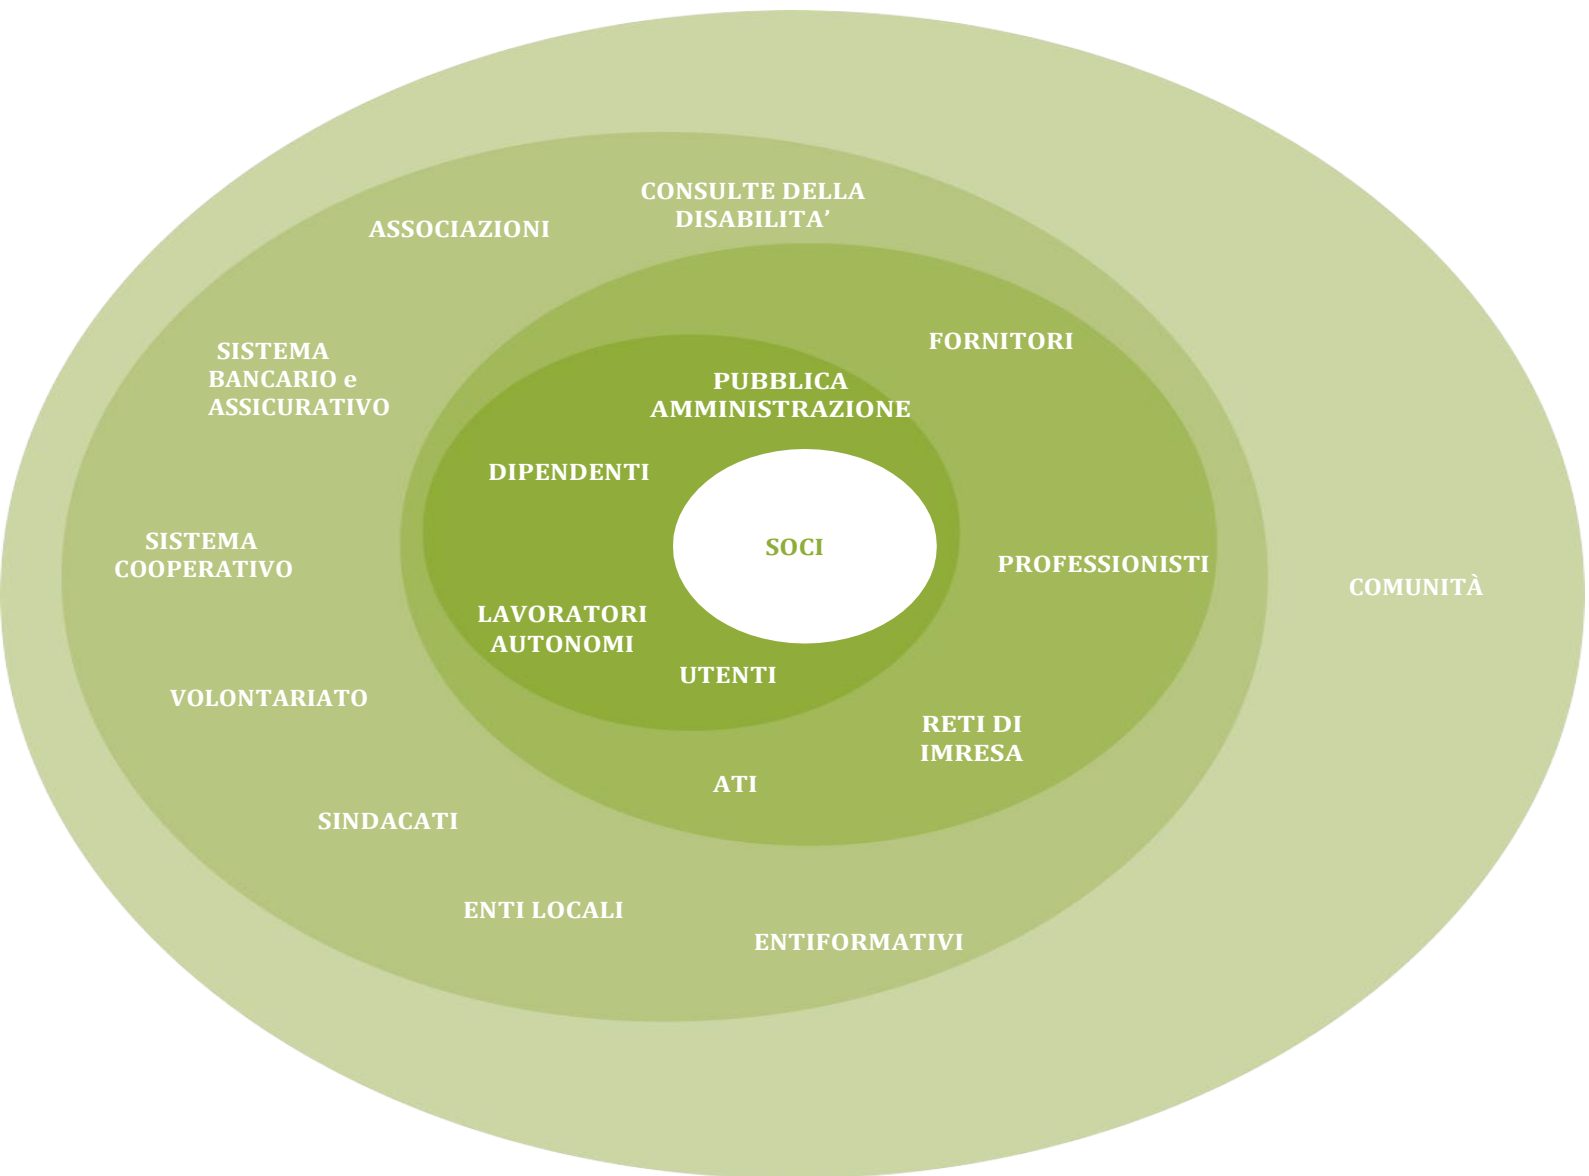 CONSULTE DELLA
DISABILITA’
ASSOCIAZIONI
FORNITORI
SISTEMA
BANCARIO e
ASSICURATIVO
PUBBLICA
AMMINISTRAZIONE
DIPENDENTI
SOCI
SISTEMA
COOPERATIVO
PROFESSIONISTI
COMUNITÀ
LAVORATORI
AUTONOMI
UTENTI
VOLONTARIATO
RETI DI
IMRESA
ATI
SINDACATI
ENTI LOCALI
ENTIFORMATIVI